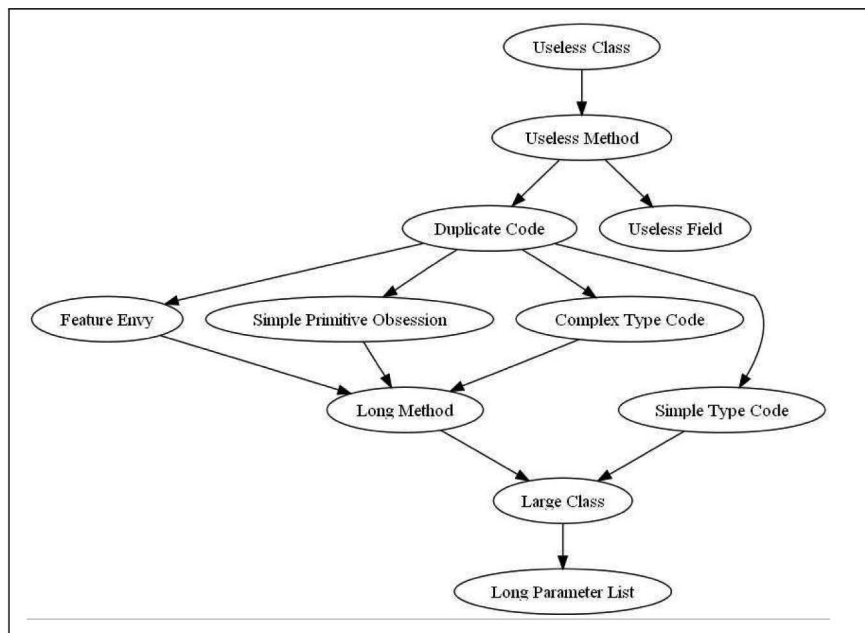 Useless Class
Useless Method
Duplicate Code
Useless Field
Feature Envy
Simple Primitive Obsession
Complex Type Code
Long Method
Simple Type Code
Large Class
Long Parameter List